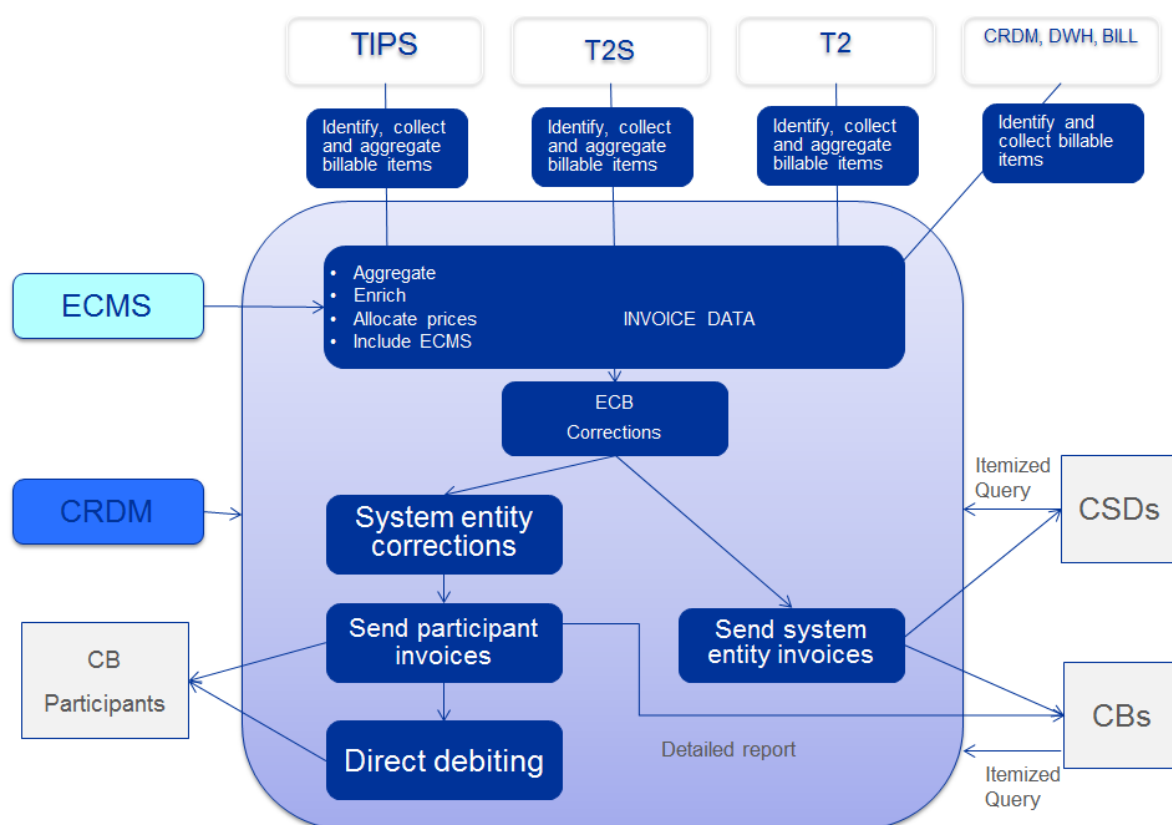 TIPS
T2S
T2
CRDM, DWH, BILL
Identify, collect
and aggregate
billable items
Identify, collect
and aggregate
billable items
Identify, collect
and aggregate
billable items
Identify and
collect billable
items
• Aggregate
• Enrich
• Allocate prices
• Include ECMS
INVOICE DATA
ECMS
ECB
Corrections
CRDM
System entity
corrections
Itemized
Query
CSDs
Send participant
invoices
Send system
entity invoices
CB
Participants
CBs
Direct debiting
Detailed report
Itemized
Query